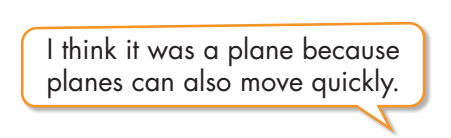 I think it was a plane because
planes can also move quickly.